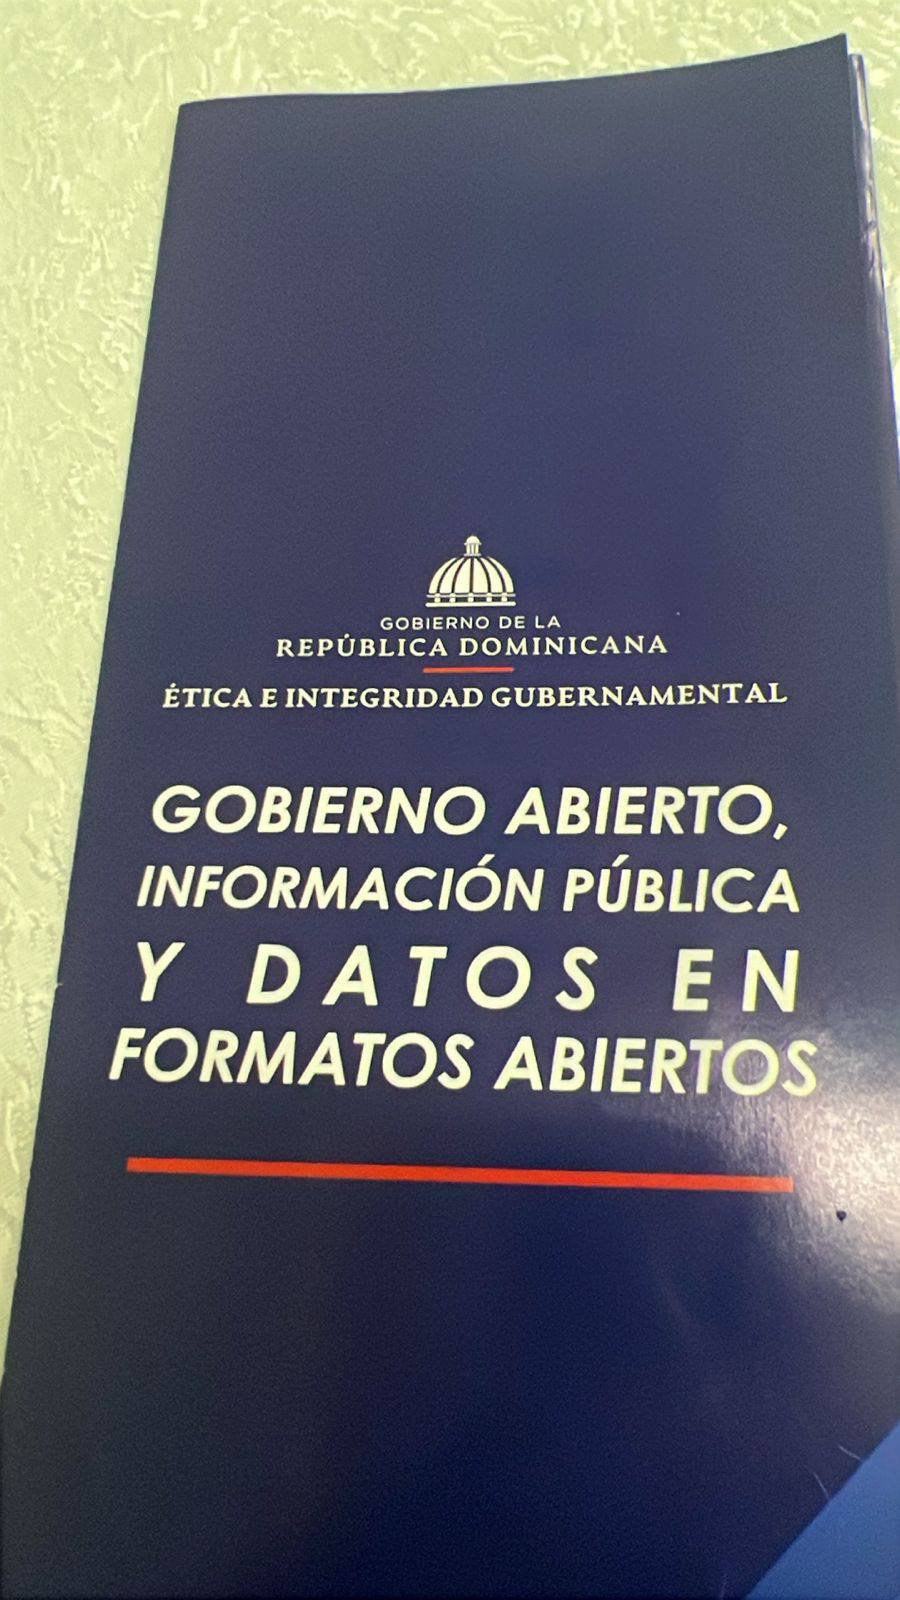 GOBIERNO DE LA
REPÚBLICA DOMINICANA
ÉTICA E INTEGRIDAD GUBERNAMENTAL
GOBIERNO ABIERTO,
INFORMACIÓN PÚBLICA
Y DATOS EN
FORMATOS ABIERTOS